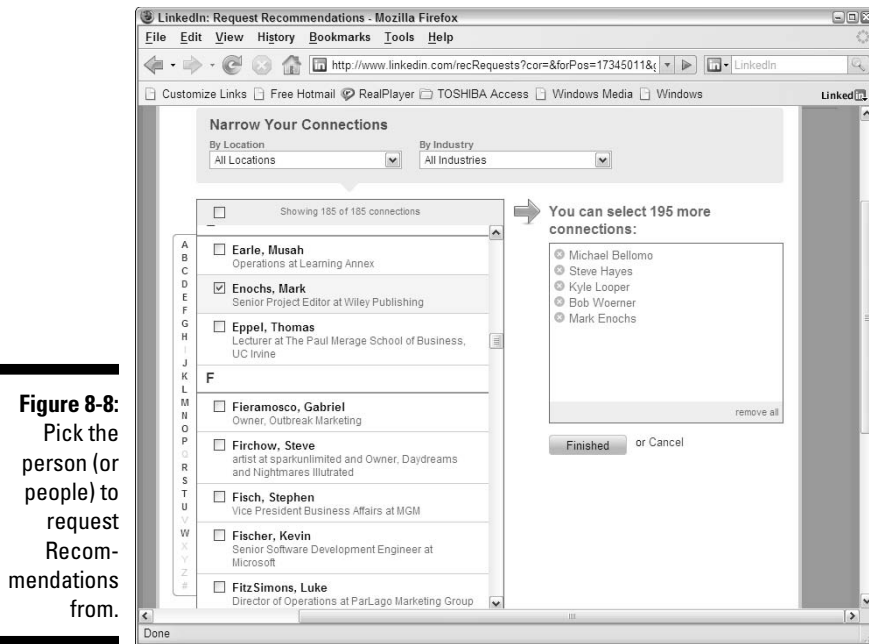 LinkedIn: Request Recommendations - Mozilla Firefox
File Edit View History Bookmarks Tools Help
http://www.linkedin.com/recRequests?cor=&forPos=17345011&
LinkedIn
Customize Links Free Hotmail RealPlayer TOSHIBA Access Windows Media Windows
Linked in
Narrow Your Connections
By Location
By Industry
All Locations
All Industries
Showing 185 of 185 connections
A
B
C
D
E
F
G
H
I
J
K
L
M
N
O
P
Q
R
S
T
U
V
W
X
Y
Z
#
Earle, Musah
Operations at Learning Annex
Enochs, Mark
Senior Project Editor at Wiley Publishing
Eppel, Thomas
Lecturer at The Paul Merage School of Business,
UC Irvine
F
Fieramosco, Gabriel
Owner, Outbreak Marketing
Firchow, Steve
artist at sparkunlimited and Owner, Daydreams
and Nightmares Illutrated
Fisch, Stephen
Vice President Business Affairs at MGM
Fischer, Kevin
Senior Software Development Engineer at
Microsoft
FitzSimons, Luke
Director of Operations at ParLago Marketing Group
You can select 195 more
connections:
Michael Bellomo
Steve Hayes
Kyle Looper
Bob Woerner
Mark Enochs
remove all
Finished or Cancel
Done
Figure 8-8:
Pick the
person (or
people) to
request
Recom-
mendations
from.